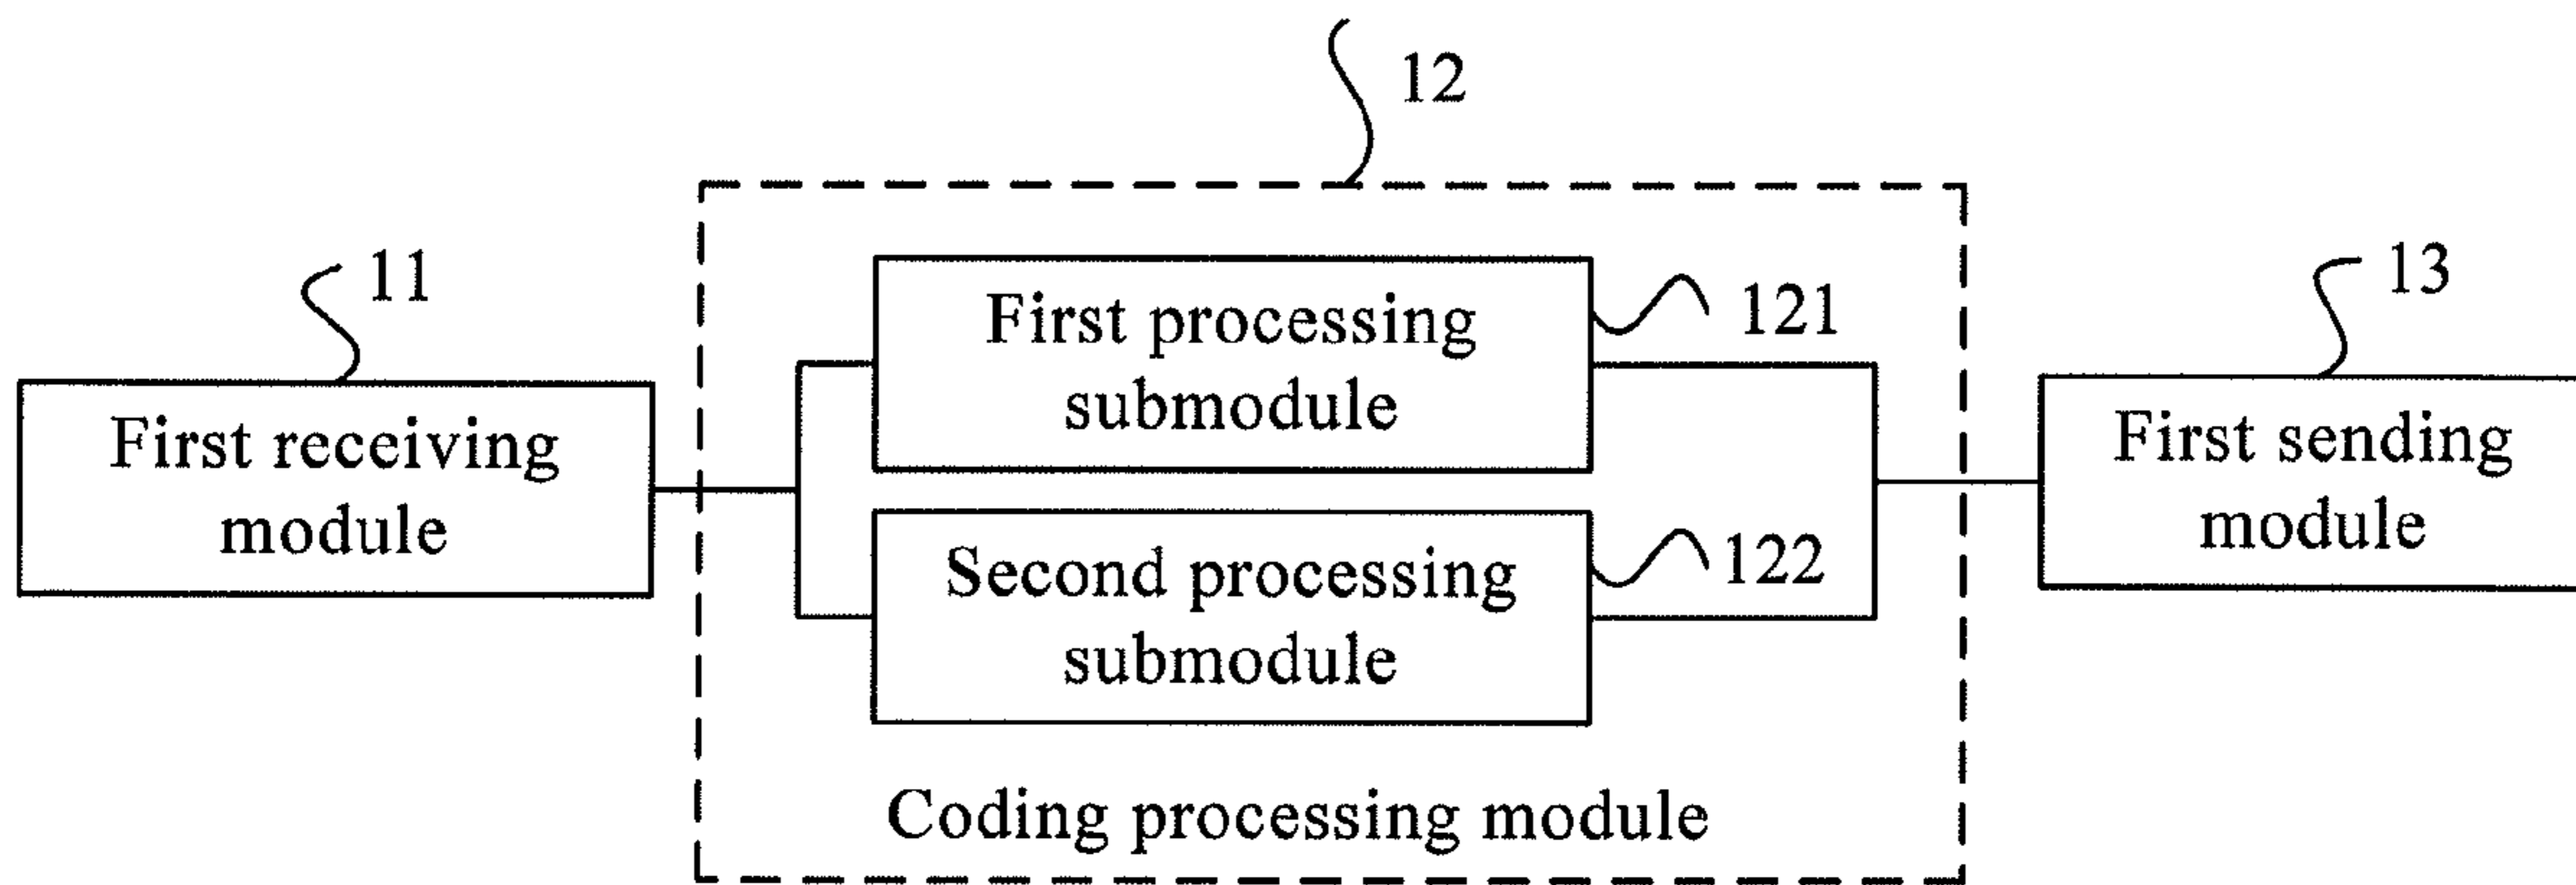 12
11
13
First processing
submodule
121
First receiving
module
First sending
module
Second processing
submodule
122
Coding processing module